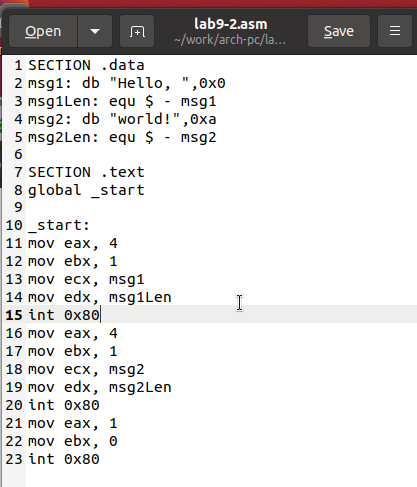 Open
lab9-2.asm
~/work/arch-pc/la...
Save
1 SECTION .data
2 msg1: db "Hello, ",0x0
3 msg1Len: equ $ - msg1
4 msg2: db "world!",0xa
5 msg2Len: equ $ - msg2
6
7 SECTION .text
8 global _start
9
10 _start:
11 mov eax, 4
12 mov ebx, 1
13 mov ecx, msg1
14 mov edx, msg1Len
15 int 0x80
16 mov eax, 4
17 mov ebx, 1
18 mov ecx, msg2
19 mov edx, msg2Len
20 int 0x80
21 mov eax, 1
22 mov ebx, 0
23 int 0x80